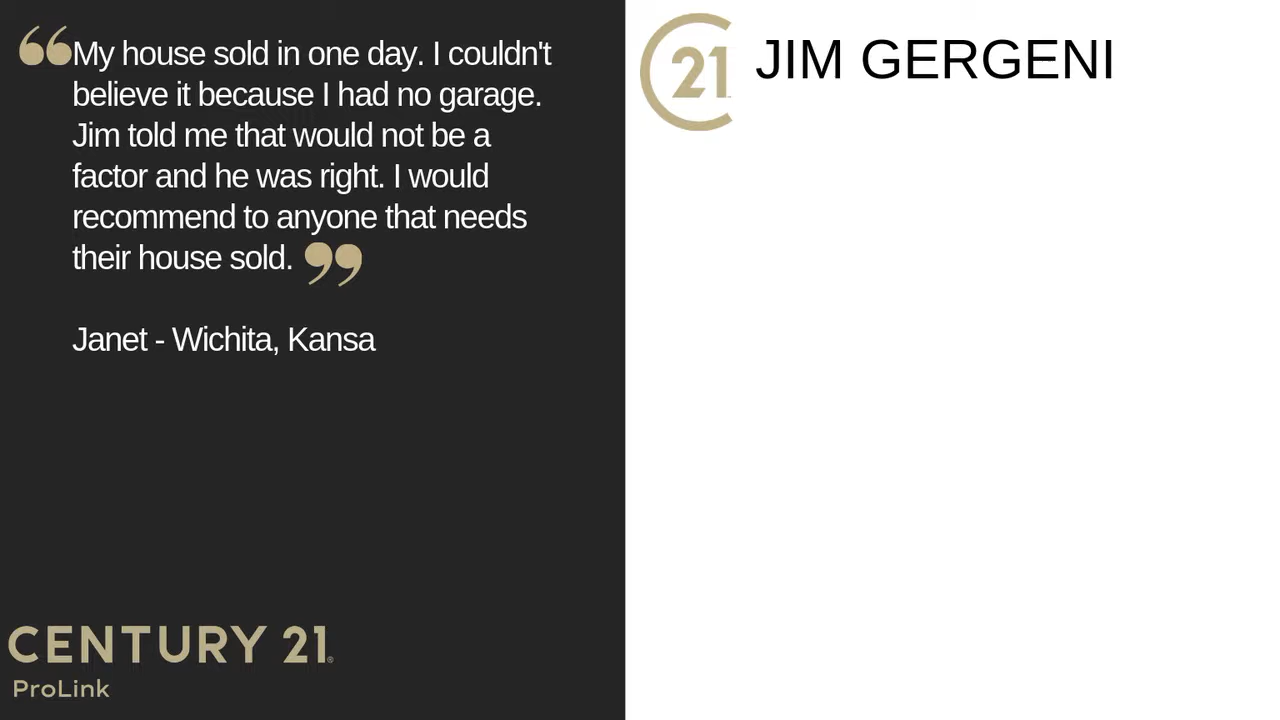 “My house sold in one day. I couldn't
believe it because I had no garage.
Jim told me that would not be a
factor and he was right. I would
recommend to anyone that needs
their house sold. ”
Janet - Wichita, Kansa
CENTURY 21®
ProLink
C21
JIM GERGENI